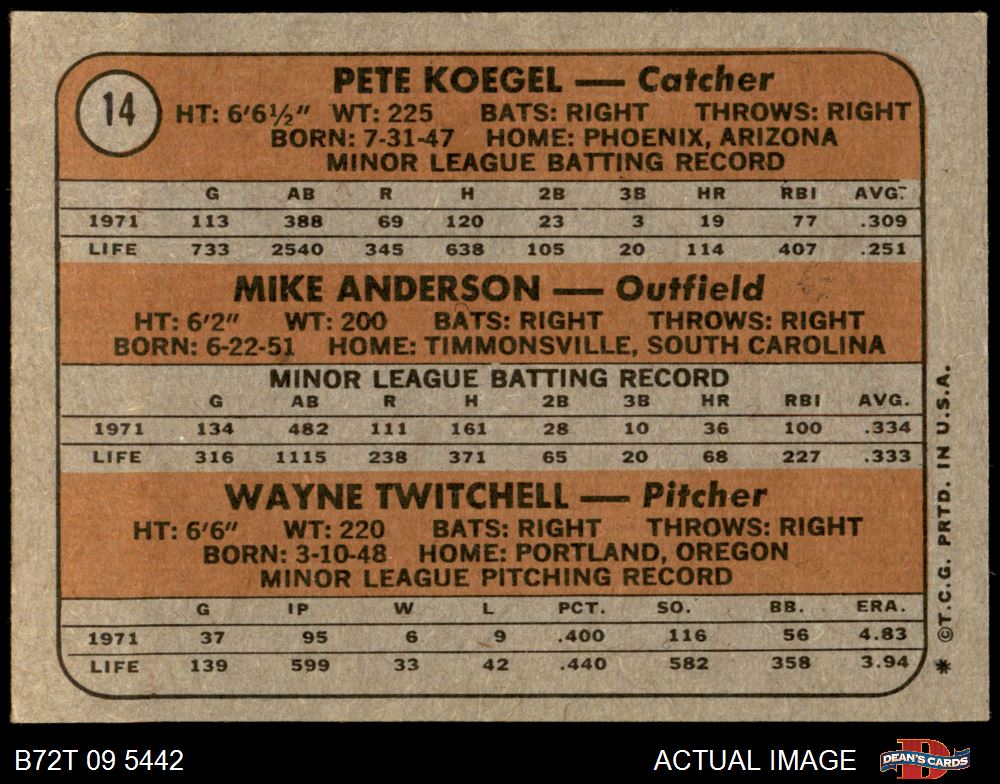 14
PETE KOEGEL — Catcher
HT: 6'6½" WT: 225 BATS: RIGHT THROWS: RIGHT
BORN: 7-31-47 HOME: PHOENIX, ARIZONA
MINOR LEAGUE BATTING RECORD
G AB R H 2B 3B HR RBI AVG.
1971 113 388 69 120 23 3 19 77 .309
LIFE 733 2540 345 638 105 20 114 407 .251
MIKE ANDERSON — Outfield
HT: 6'2" WT: 200 BATS: RIGHT THROWS: RIGHT
BORN: 6-22-51 HOME: TIMMONSVILLE, SOUTH CAROLINA
MINOR LEAGUE BATTING RECORD
G AB R H 2B 3B HR RBI AVG.
1971 134 482 111 161 28 10 36 100 .334
LIFE 316 1115 238 371 65 20 68 227 .333
WAYNE TWITCHELL — Pitcher
HT: 6'6" WT: 220 BATS: RIGHT THROWS: RIGHT
BORN: 3-10-48 HOME: PORTLAND, OREGON
MINOR LEAGUE PITCHING RECORD
G IP W L PCT. SO. BB. ERA.
1971 37 95 6 9 .400 116 56 4.83
LIFE 139 599 33 42 .440 582 358 3.94
* ©T.C.G. PRTD. IN U.S.A.
B72T 09 5442
ACTUAL IMAGE
D
DEAN'S CARDS